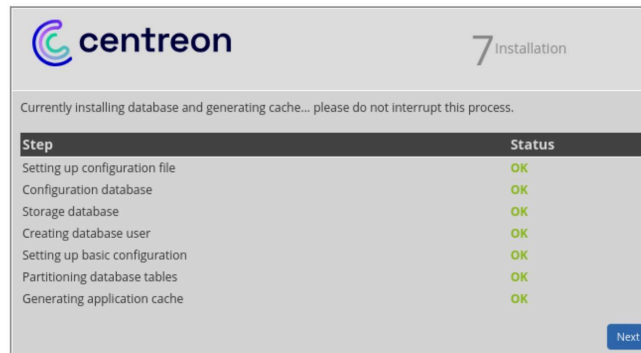 centreon
7 Installation
Currently installing database and generating cache... please do not interrupt this process.
Step Status
Setting up configuration file OK
Configuration database OK
Storage database OK
Creating database user OK
Setting up basic configuration OK
Partitioning database tables OK
Generating application cache OK
Next